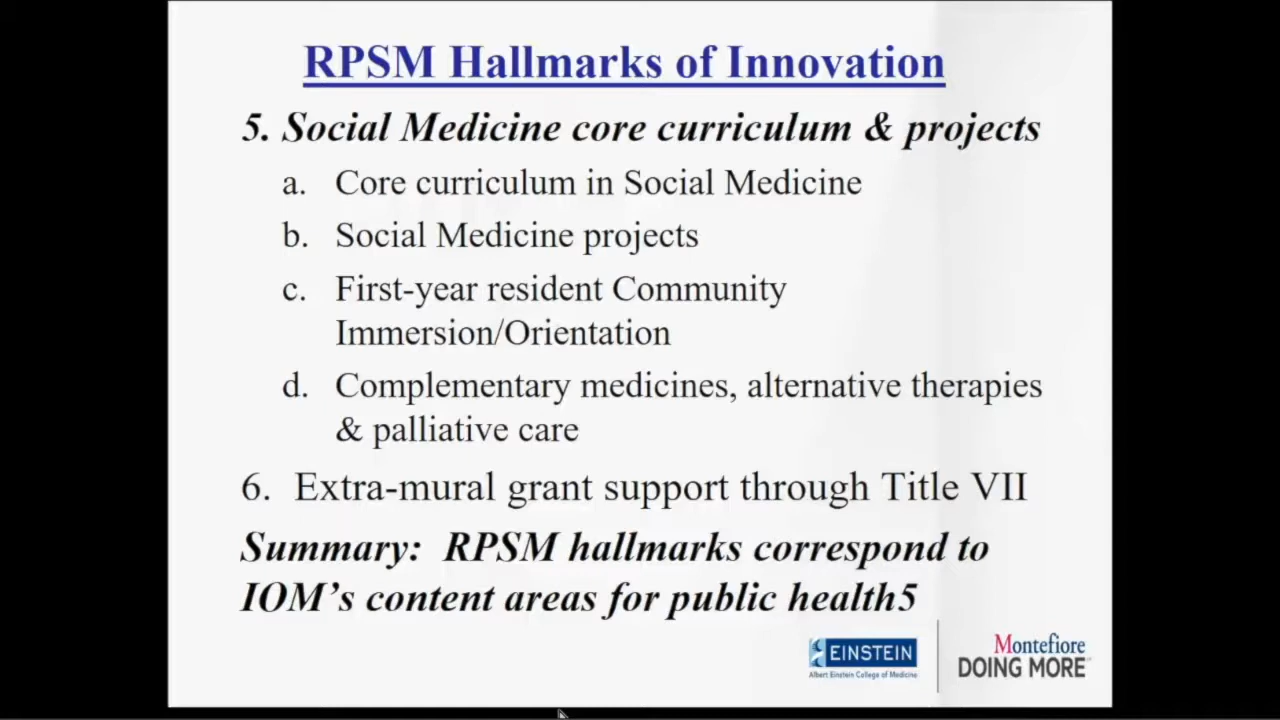 RPSM Hallmarks of Innovation
5. Social Medicine core curriculum & projects
a. Core curriculum in Social Medicine
b. Social Medicine projects
c. First-year resident Community
Immersion/Orientation
d. Complementary medicines, alternative therapies
& palliative care
6. Extra-mural grant support through Title VII
Summary: RPSM hallmarks correspond to
IOM's content areas for public health5
EINSTEIN
Albert Einstein College of Medicine
Montefiore
DOING MORE